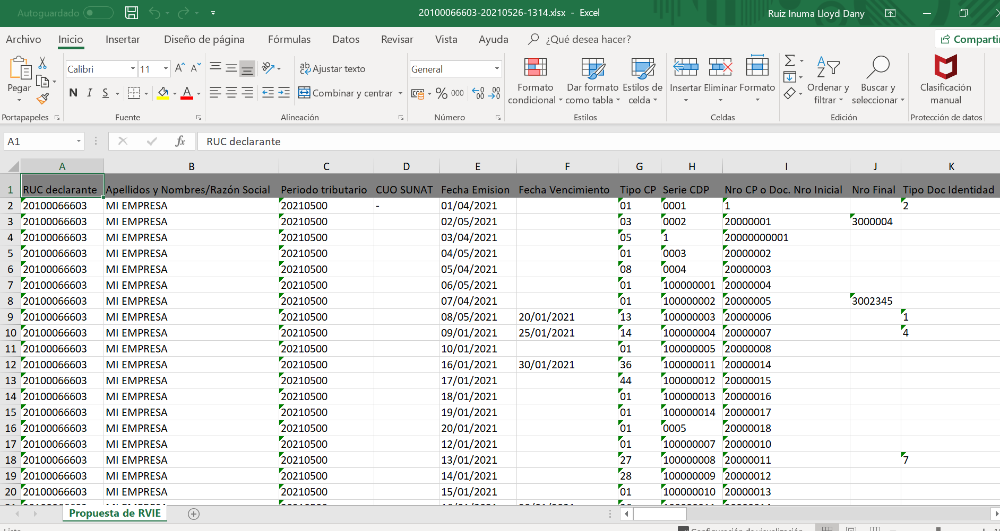 Autoguardado
20100066603-20210526-1314.xlsx - Excel
Ruiz Inuma Lloyd Dany
Archivo Inicio Insertar Diseño de página Fórmulas Datos Revisar Vista Ayuda ¿Qué desea hacer? Compartir
Pegar
Portapapeles
Calibri 11
N I S
Fuente
Ajustar texto
Combinar y centrar
Alineación
General
% 000
Número
Formato condicional
Dar formato como tabla
Estilos de celda
Estilos
Insertar Eliminar Formato
Celdas
Ordenar y filtrar
Buscar y seleccionar
Edición
Clasificación manual
Protección de datos
A1 fx RUC declarante
A B C D E F G H I J K
1 RUC declarante Apellidos y Nombres/Razón Social Periodo tributario CUO SUNAT Fecha Emision Fecha Vencimiento Tipo CP Serie CDP Nro CP o Doc. Nro Inicial Nro Final Tipo Doc Identidad
2 20100066603 MI EMPRESA 20210500 - 01/04/2021 01 0001 1 2
3 20100066603 MI EMPRESA 20210500 02/05/2021 03 0002 20000001 3000004
4 20100066603 MI EMPRESA 20210500 03/04/2021 05 1 20000000001
5 20100066603 MI EMPRESA 20210500 04/05/2021 01 0003 20000002
6 20100066603 MI EMPRESA 20210500 05/04/2021 08 0004 20000003
7 20100066603 MI EMPRESA 20210500 06/05/2021 01 100000001 20000004
8 20100066603 MI EMPRESA 20210500 07/04/2021 01 100000002 20000005 3002345
9 20100066603 MI EMPRESA 20210500 08/05/2021 20/01/2021 13 100000003 20000006 1
10 20100066603 MI EMPRESA 20210500 09/01/2021 25/01/2021 14 100000004 20000007 4
11 20100066603 MI EMPRESA 20210500 10/01/2021 01 100000005 20000008
12 20100066603 MI EMPRESA 20210500 16/01/2021 30/01/2021 36 100000011 20000014
13 20100066603 MI EMPRESA 20210500 17/01/2021 44 100000012 20000015
14 20100066603 MI EMPRESA 20210500 18/01/2021 01 100000013 20000016
15 20100066603 MI EMPRESA 20210500 19/01/2021 01 100000014 20000017
16 20100066603 MI EMPRESA 20210500 20/01/2021 01 0005 20000018
17 20100066603 MI EMPRESA 20210500 12/01/2021 01 100000007 20000010
18 20100066603 MI EMPRESA 20210500 13/01/2021 27 100000008 20000011 7
19 20100066603 MI EMPRESA 20210500 14/01/2021 28 100000009 20000012
20 20100066603 MI EMPRESA 20210500 15/01/2021 01 100000010 20000013
Propuesta de RVIE
Configuración de visualización